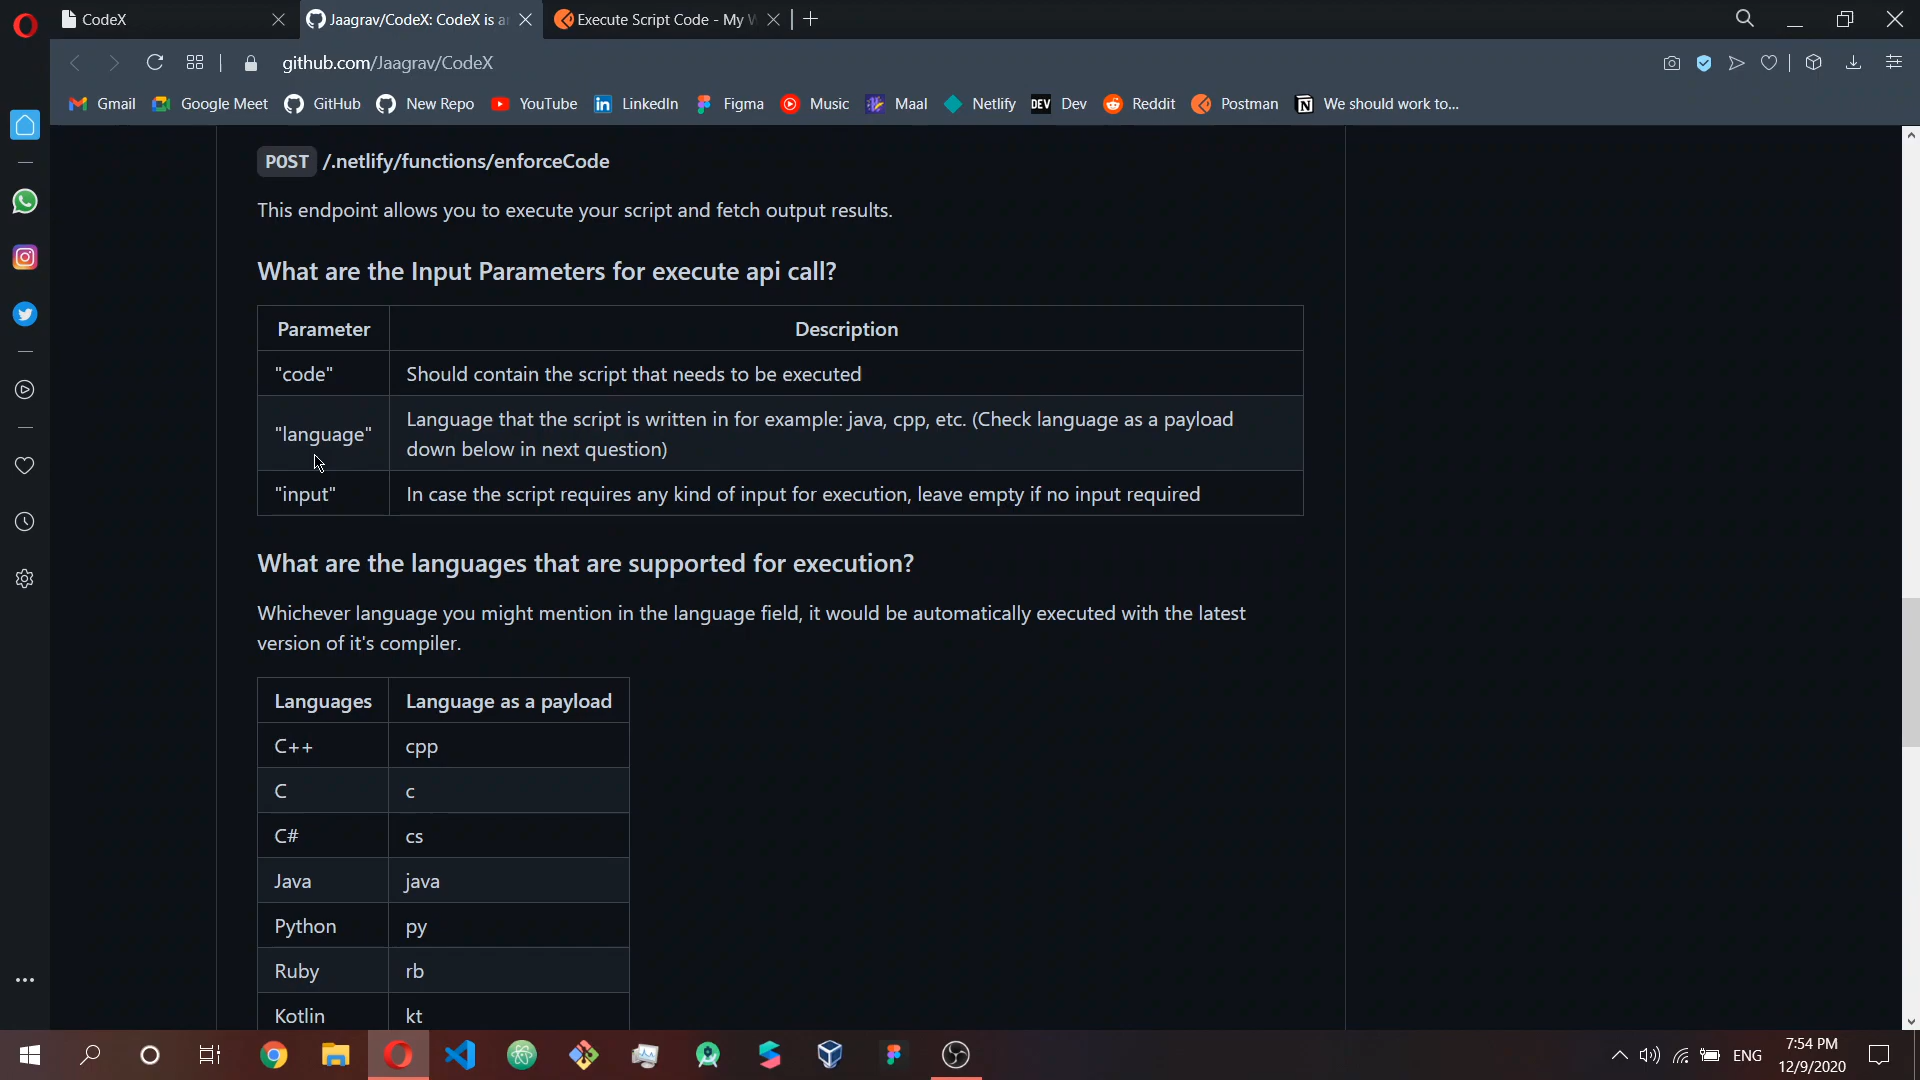 CodeX
Jaagrav/CodeX: CodeX is a
Execute Script Code - My W
github.com/Jaagrav/CodeX
Gmail
Google Meet
GitHub
New Repo
YouTube
LinkedIn
Figma
Music
Maal
Netlify
DEV Dev
Reddit
Postman
We should work to...
POST /.netlify/functions/enforceCode
This endpoint allows you to execute your script and fetch output results.
What are the Input Parameters for execute api call?
Parameter Description
"code" Should contain the script that needs to be executed
"language" Language that the script is written in for example: java, cpp, etc. (Check language as a payload
down below in next question)
"input" In case the script requires any kind of input for execution, leave empty if no input required
What are the languages that are supported for execution?
Whichever language you might mention in the language field, it would be automatically executed with the latest
version of it's compiler.
Languages Language as a payload
C++ cpp
C c
C# cs
Java java
Python py
Ruby rb
Kotlin kt
ENG
7:54 PM
12/9/2020